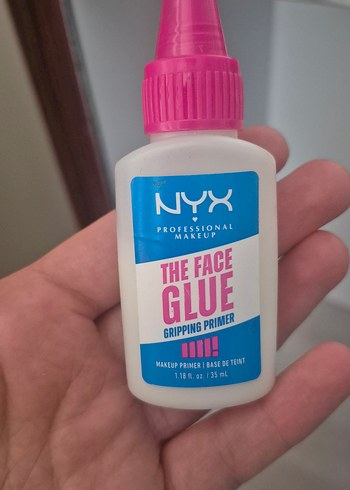 NYX
PROFESSIONAL
MAKEUP
THE FACE
GLUE
GRIPPING PRIMER
MAKEUP PRIMER | BASE DE TEINT
1.18 fl. oz. / 35 mL